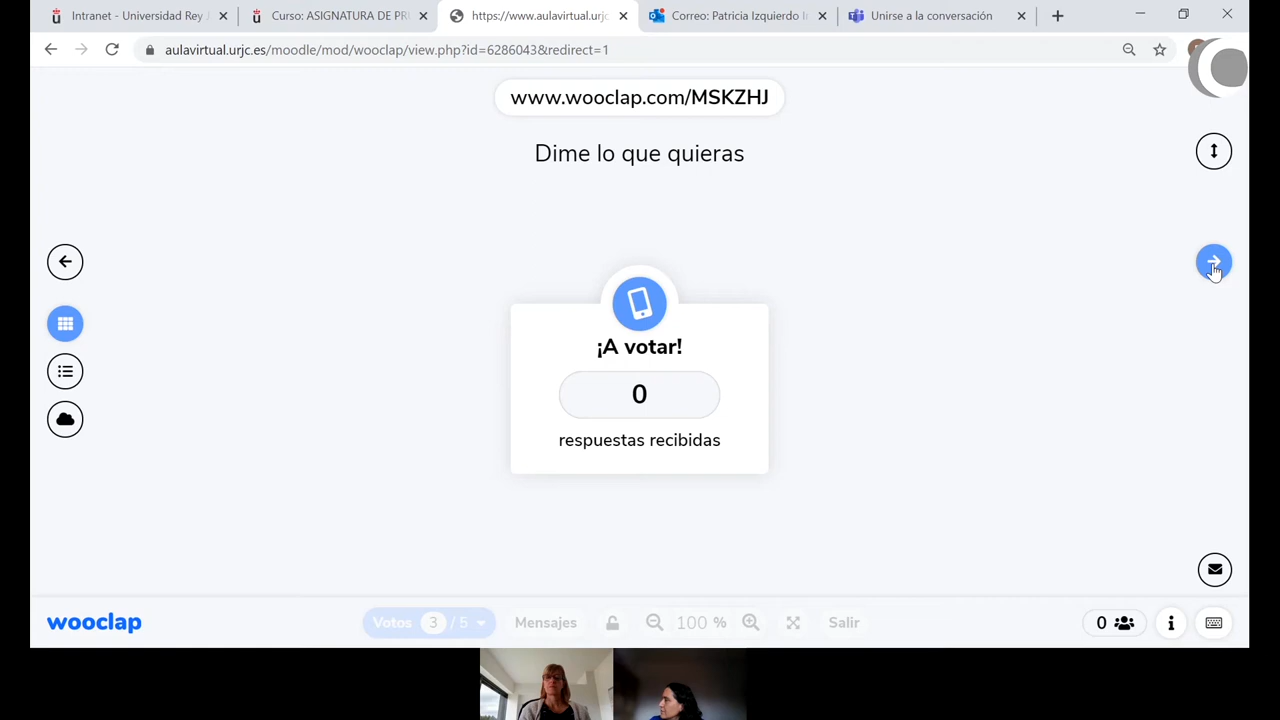 Intranet - Universidad Rey J
Curso: ASIGNATURA DE PRU
https://www.aulavirtual.urjc
Correo: Patricia Izquierdo I
Unirse a la conversación
aulavirtual.urjc.es/moodle/mod/wooclap/view.php?id=6286043&redirect=1
www.wooclap.com/MSKZHJ
Dime lo que quieras
¡A votar!
0
respuestas recibidas
wooclap
Votos 3 / 5
Mensajes
100 %
Salir
0